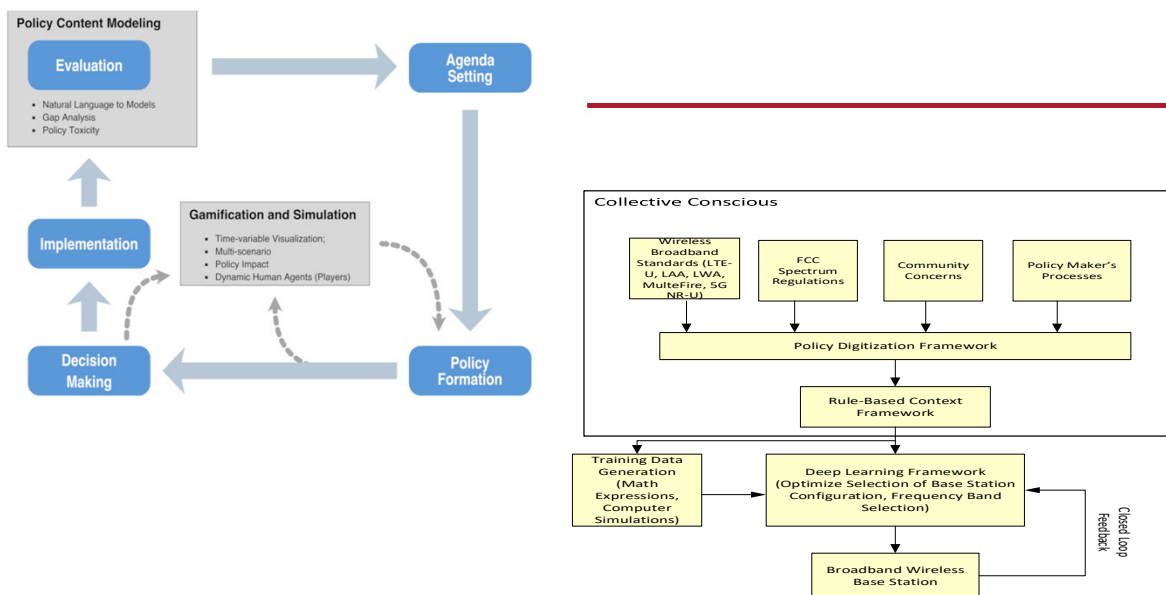 Policy Content Modeling
Evaluation
• Natural Language to Models
• Gap Analysis
• Policy Toxicity
Agenda
Setting
Implementation
Gamification and Simulation
• Time-variable Visualization;
• Multi-scenario
• Policy Impact
• Dynamic Human Agents (Players)
Decision
Making
Policy
Formation
Collective Conscious
Wireless
Broadband
Standards (LTE-
U, LAA, LWA,
MulteFire, 5G
NR-U)
FCC
Spectrum
Regulations
Community
Concerns
Policy Maker's
Processes
Policy Digitization Framework
Rule-Based Context
Framework
Training Data
Generation
(Math
Expressions,
Computer
Simulations)
Deep Learning Framework
(Optimize Selection of Base Station
Configuration, Frequency Band
Selection)
Closed Loop
Feedback
Broadband Wireless
Base Station